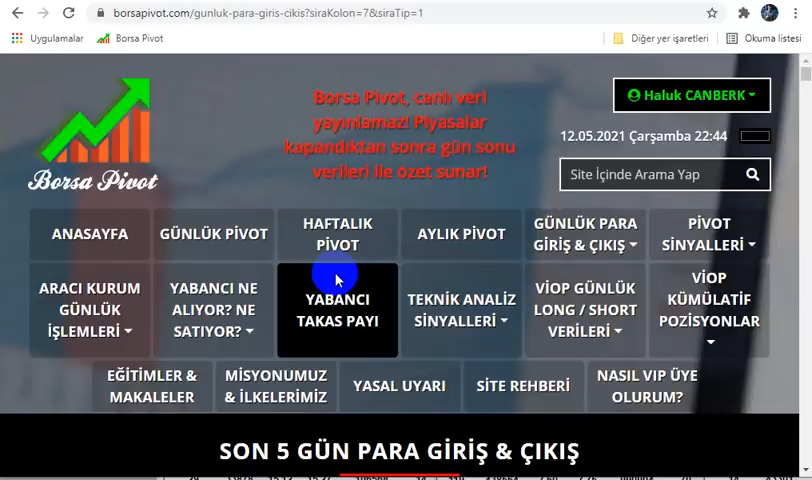 borsapivot.com/gunluk-para-giris-cikis?siraKolon=7&siraTip=1
Uygulamalar
Borsa Pivot
Diğer yer işaretleri
Okuma listesi
Borsa Pivot
Borsa Pivot, canlı veri
yayınlamaz! Piyasalar
kapandıktan sonra gün sonu
verileri ile özet sunar!
Haluk CANBERK
12.05.2021 Çarşamba 22:44
Site İçinde Arama Yap
ANASAYFA
GÜNLÜK PİVOT
HAFTALIK
PİVOT
AYLIK PİVOT
GÜNLÜK PARA
GİRİŞ & ÇIKIŞ
PİVOT
SİNYALLERİ
ARACI KURUM
GÜNLÜK
İŞLEMLERİ
YABANCI NE
ALIYOR? NE
SATIYOR?
YABANCI
TAKAS PAYI
TEKNİK ANALİZ
SİNYALLERİ
VİOP GÜNLÜK
LONG / SHORT
VERİLERİ
VİOP
KÜMÜLATİF
POZİSYONLAR
EĞİTİMLER &
MAKALELER
MİSYONUMUZ
& İLKELERİMİZ
YASAL UYARI
SİTE REHBERİ
NASIL VIP ÜYE
OLURUM?
SON 5 GÜN PARA GİRİŞ & ÇIKIŞ